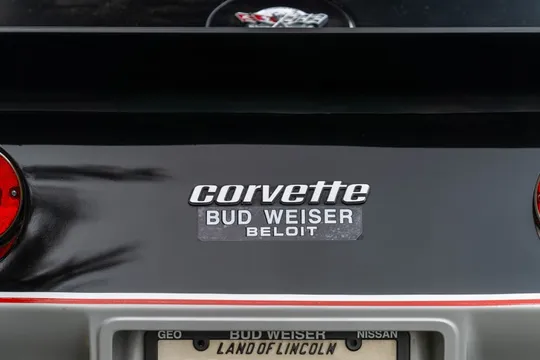 corvette
BUD WEISER
BELOIT
GEO BUD WEISER NISSAN
LAND OF LINCOLN